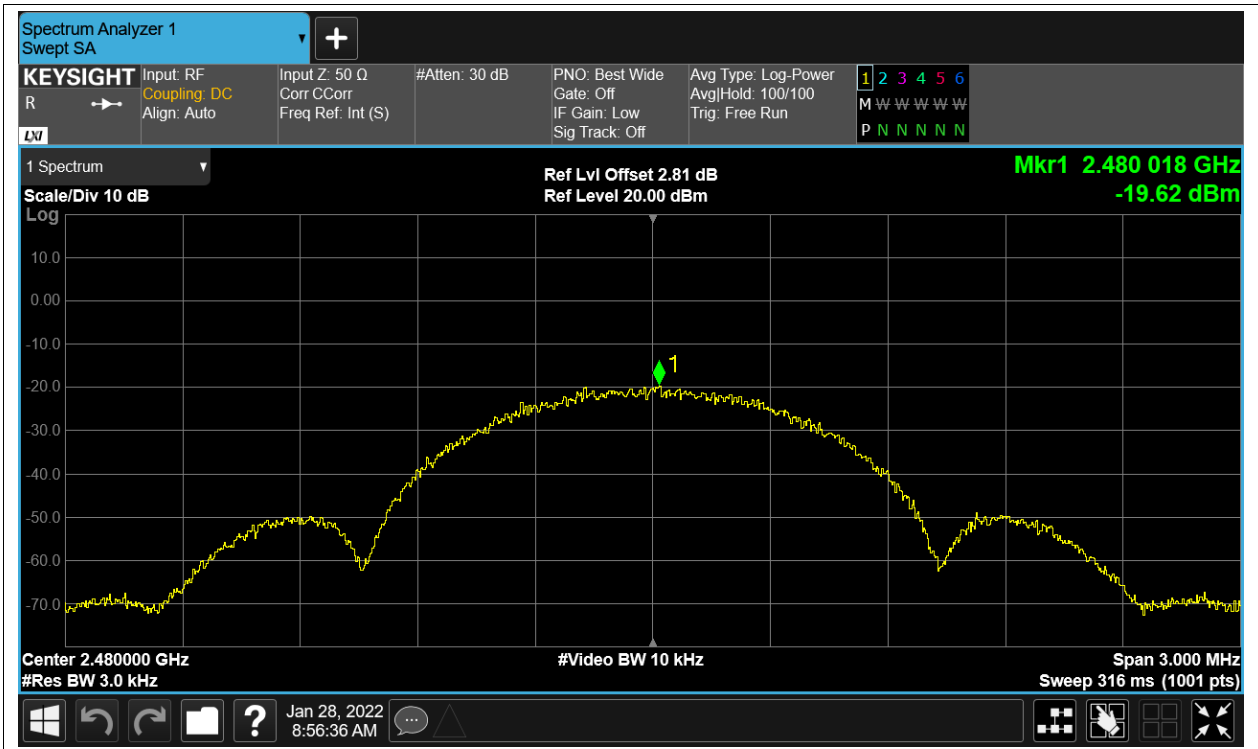 Spectrum Analyzer 1
Swept SA
KEYSIGHT
R
LXI
Input: RF
Coupling: DC
Align: Auto
Input Z: 50 Ω
Corr CCorr
Freq Ref: Int (S)
#Atten: 30 dB
PNO: Best Wide
Gate: Off
IF Gain: Low
Sig Track: Off
Avg Type: Log-Power
Avg|Hold: 100/100
Trig: Free Run
1 2 3 4 5 6
M W W W W W
P N N N N N
1 Spectrum
Scale/Div 10 dB
Ref Lvl Offset 2.81 dB
Ref Level 20.00 dBm
Mkr1 2.480 018 GHz
-19.62 dBm
Log
10.0
0.00
-10.0
1
-20.0
-30.0
-40.0
-50.0
-60.0
-70.0
Center 2.480000 GHz
#Video BW 10 kHz
Span 3.000 MHz
#Res BW 3.0 kHz
Sweep 316 ms (1001 pts)
?
Jan 28, 2022
8:56:36 AM